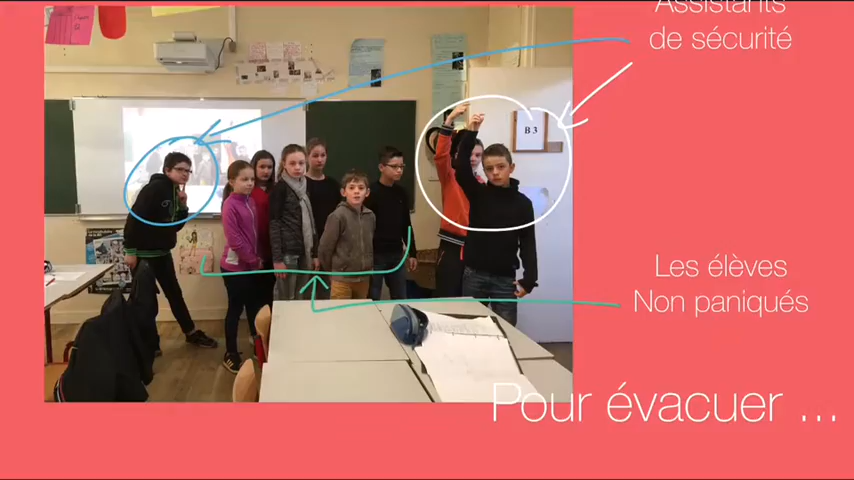 Assistants
de sécurité
B 3
Les élèves
Non paniqués
Pour évacuer ...